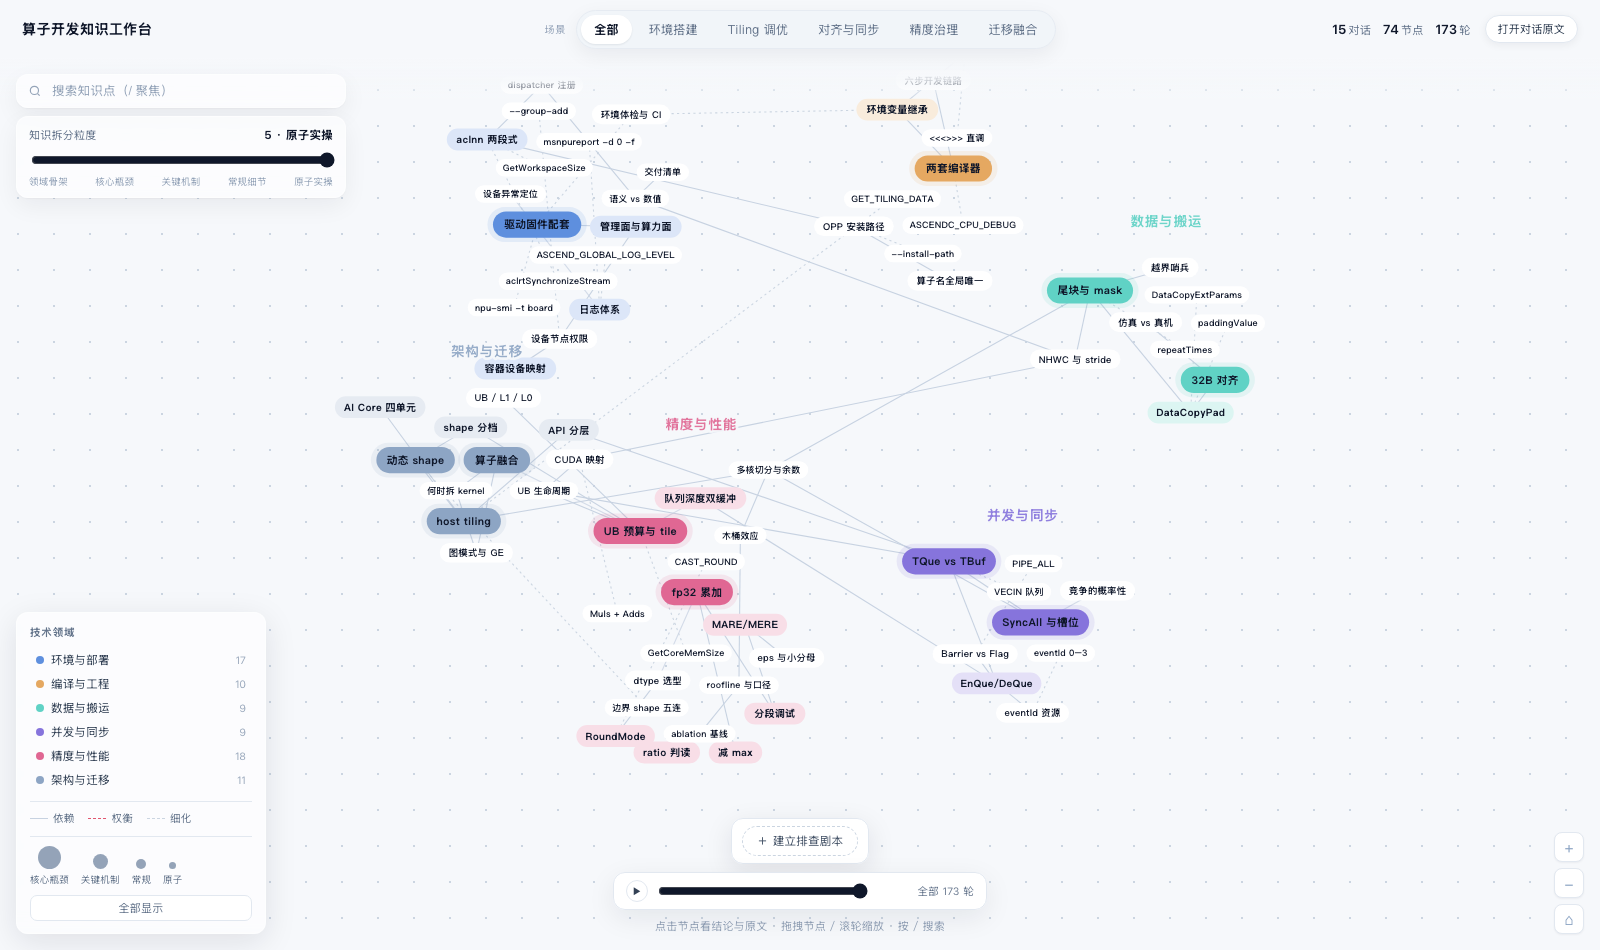 算子开发知识工作台
场景
全部
环境搭建
Tiling 调优
对齐与同步
精度治理
迁移融合
15 对话
74 节点
173 轮
打开对话原文
搜索知识点（/ 聚焦）
知识拆分粒度
5 · 原子实操
领域骨架
核心瓶颈
关键机制
常规细节
原子实操
dispatcher 注册
--group-add
环境体检与 CI
aclnn 两段式
msnpureport -d 0 -f
GetWorkspaceSize
交付清单
设备异常定位
语义 vs 数值
驱动固件配套
管理面与算力面
ASCEND_GLOBAL_LOG_LEVEL
aclrtSynchronizeStream
npu-smi -t board
日志体系
设备节点权限
架构与迁移
容器设备映射
UB / L1 / L0
六步开发链路
环境变量继承
<<<>>> 直调
两套编译器
GET_TILING_DATA
OPP 安装路径
ASCENDC_CPU_DEBUG
--install-path
算子名全局唯一
数据与搬运
越界哨兵
尾块与 mask
DataCopyExtParams
仿真 vs 真机
paddingValue
repeatTimes
NHWC 与 stride
32B 对齐
DataCopyPad
AI Core 四单元
shape 分档
API 分层
动态 shape
算子融合
CUDA 映射
何时拆 kernel
UB 生命周期
host tiling
图模式与 GE
精度与性能
多核切分与余数
队列深度双缓冲
UB 预算与 tile
木桶效应
CAST_ROUND
fp32 累加
Muls + Adds
MARE/MERE
GetCoreMemSize
eps 与小分母
dtype 选型
roofline 与口径
边界 shape 五连
分段调试
RoundMode
ablation 基线
ratio 判读
减 max
并发与同步
TQue vs TBuf
PIPE_ALL
VECIN 队列
竞争的概率性
SyncAll 与槽位
Barrier vs Flag
eventId 0–3
EnQue/DeQue
eventId 资源
技术领域
环境与部署 17
编译与工程 10
数据与搬运 9
并发与同步 9
精度与性能 18
架构与迁移 11
依赖
权衡
细化
核心瓶颈
关键机制
常规
原子
全部显示
+ 建立排查剧本
全部 173 轮
点击节点看结论与原文 · 拖拽节点 / 滚轮缩放 · 按 / 搜索
+
−